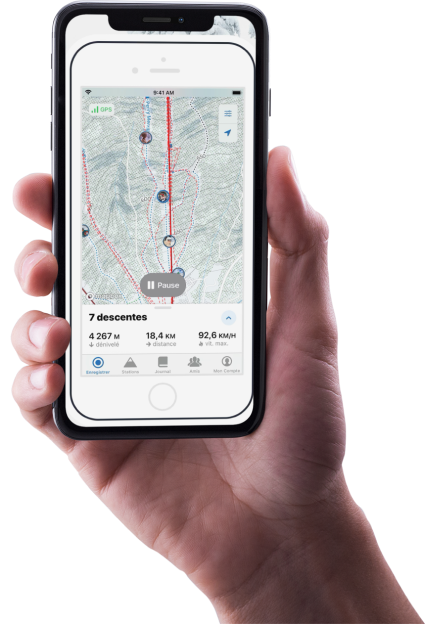 9:41 AM
GPS
Pause
7 descentes
4 267 M
18,4 KM
92,6 KM/H
dénivelé
distance
vit. max.
Enregistrer
Stations
Journal
Amis
Mon Compte